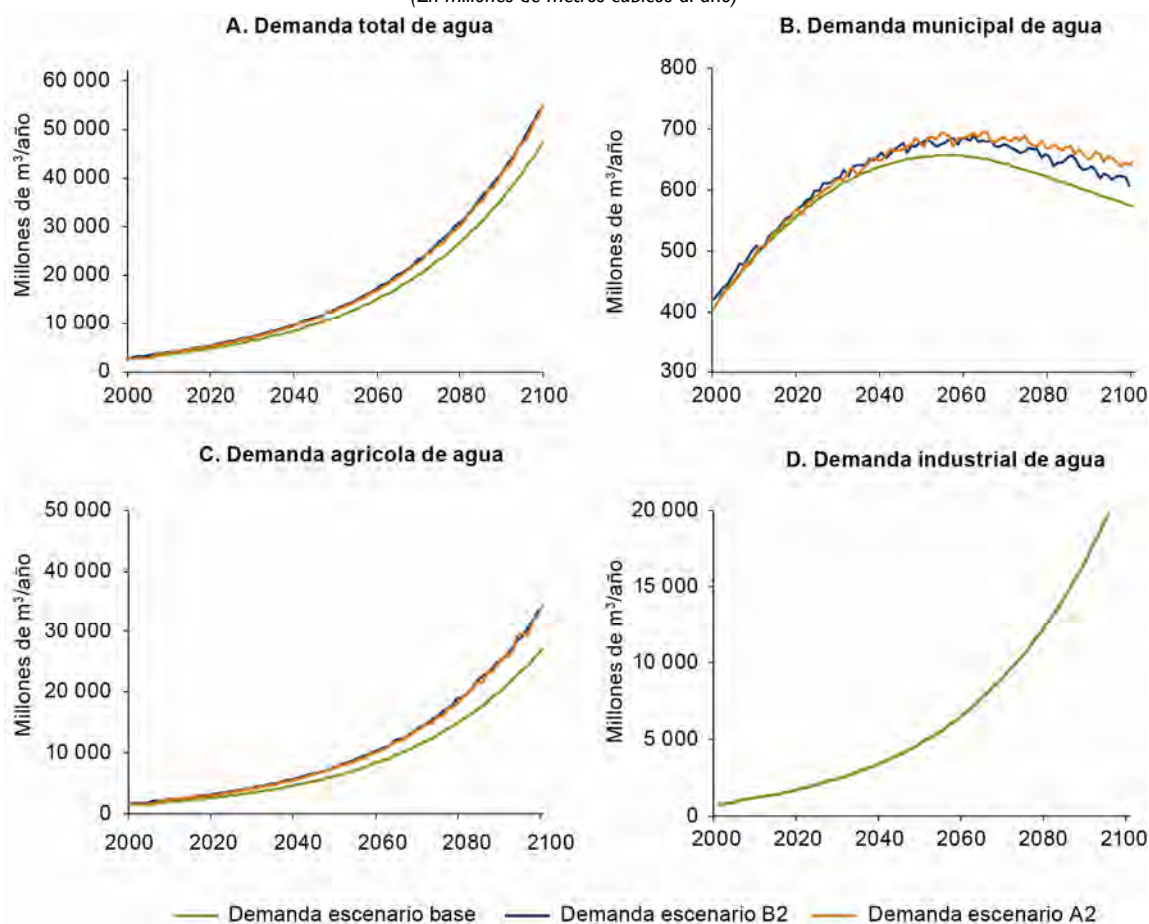 (En millones de metros cúbicos al año)
A. Demanda total de agua
Millones de m³/año
60 000
50 000
40 000
30 000
20 000
10 000
0
2000 2020 2040 2060 2080 2100
B. Demanda municipal de agua
Millones de m³/año
800
700
600
500
400
300
2000 2020 2040 2060 2080 2100
C. Demanda agricola de agua
Millones de m³/año
50 000
40 000
30 000
20 000
10 000
0
2000 2020 2040 2060 2080 2100
D. Demanda industrial de agua
Millones de m³/año
20 000
15 000
10 000
5 000
0
2000 2020 2040 2060 2080 2100
Demanda escenario base Demanda escenario B2 Demanda escenario A2